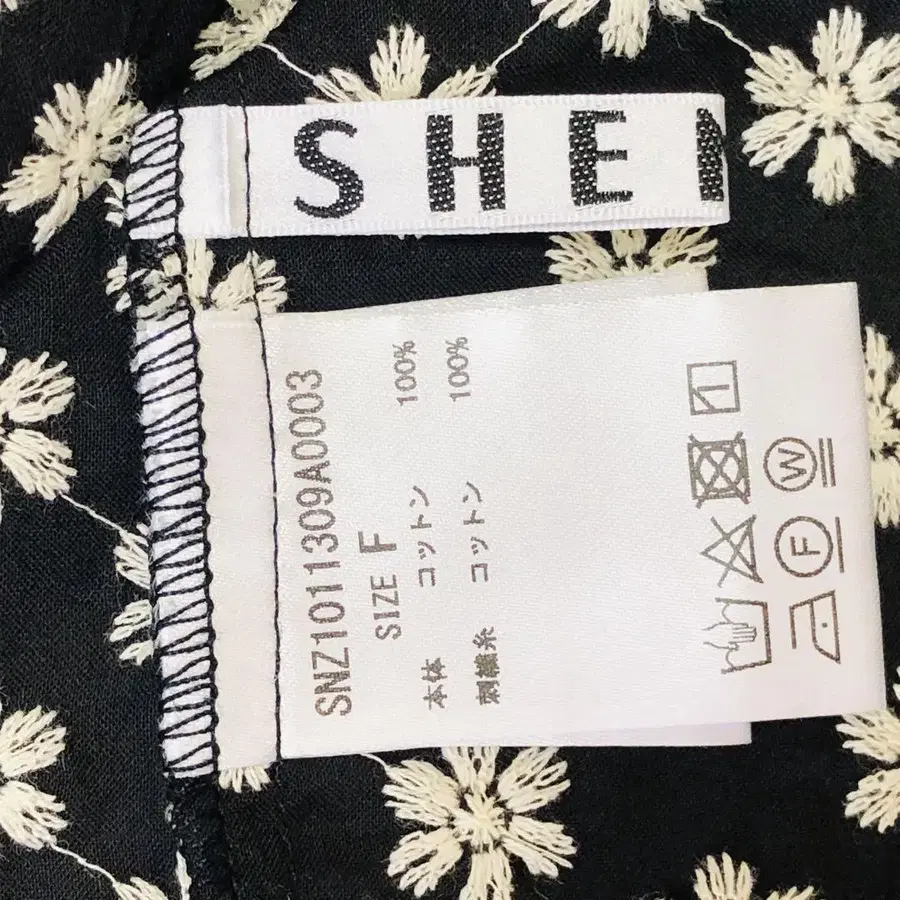 SHE
SNZ1011309A0003
SIZE F
本体 コットン 100%
刺繍糸 コットン 100%
W
F